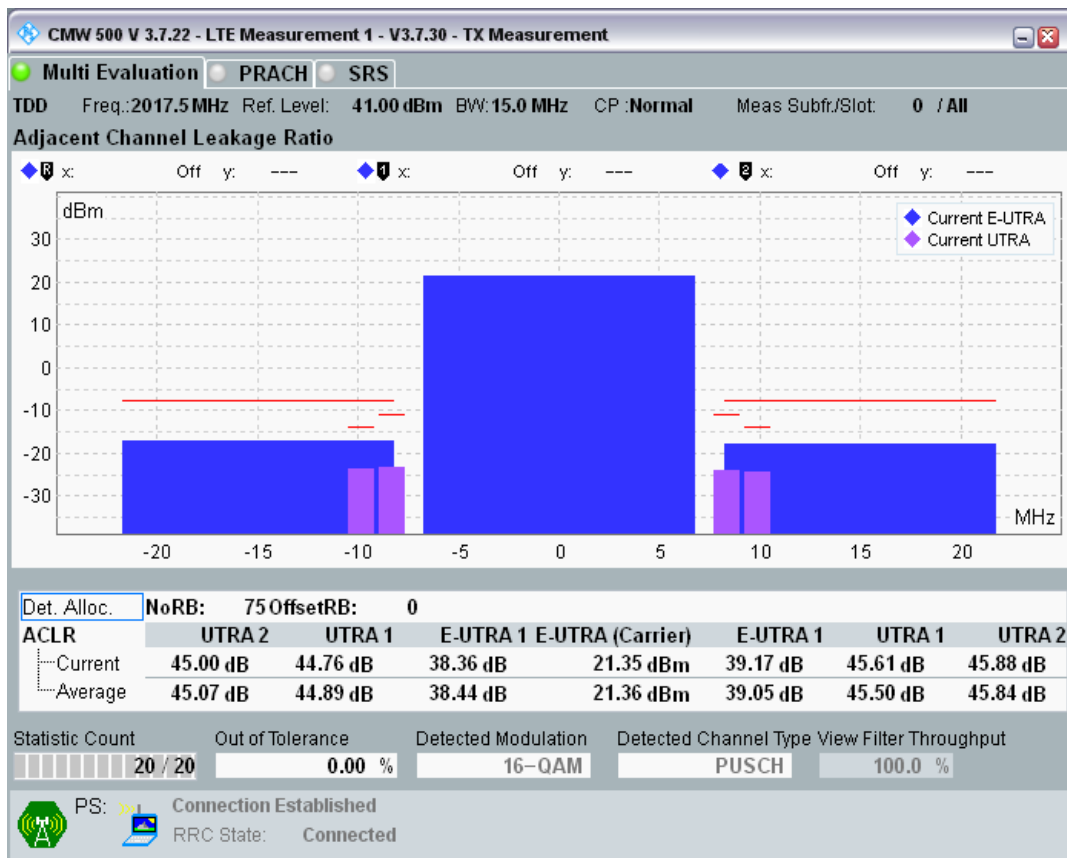 CMW 500 V 3.7.22 - LTE Measurement 1 - V3.7.30 - TX Measurement
Multi Evaluation PRACH SRS
TDD Freq.:2017.5 MHz Ref. Level: 41.00 dBm BW:15.0 MHz CP :Normal Meas Subfr./Slot: 0 / All
Adjacent Channel Leakage Ratio
R x: Off y: --- 1 x: Off y: --- 2 x: Off y: ---
dBm
Current E-UTRA
Current UTRA
30
20
10
0
-10
-20
-30
MHz
-20 -15 -10 -5 0 5 10 15 20
Det. Alloc. NoRB: 75 OffsetRB: 0
ACLR UTRA 2 UTRA 1 E-UTRA 1 E-UTRA (Carrier) E-UTRA 1 UTRA 1 UTRA 2
Current 45.00 dB 44.76 dB 38.36 dB 21.35 dBm 39.17 dB 45.61 dB 45.88 dB
Average 45.07 dB 44.89 dB 38.44 dB 21.36 dBm 39.05 dB 45.50 dB 45.84 dB
Statistic Count Out of Tolerance Detected Modulation Detected Channel Type View Filter Throughput
20 / 20 0.00 % 16-QAM PUSCH 100.0 %
PS: Connection Established
RRC State: Connected